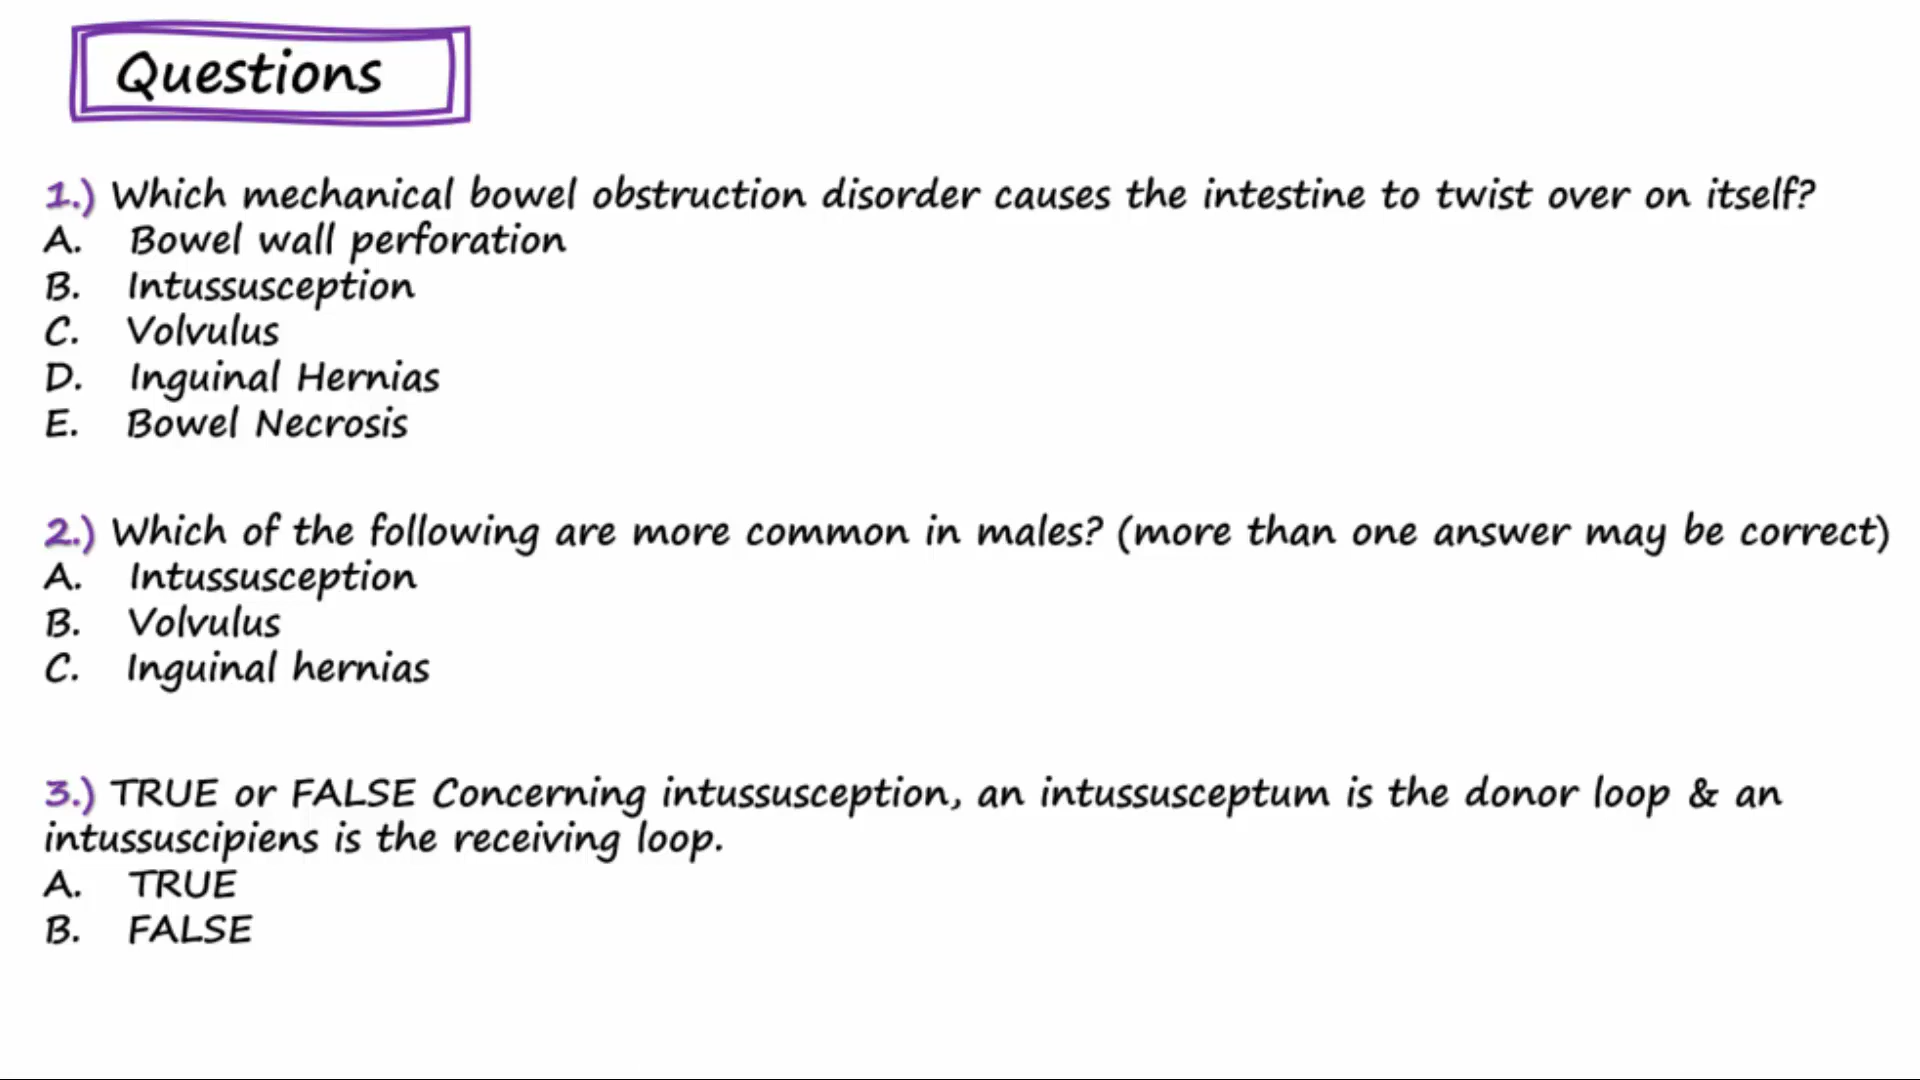 Questions
1.) Which mechanical bowel obstruction disorder causes the intestine to twist over on itself?
A. Bowel wall perforation
B. Intussusception
C. Volvulus
D. Inguinal Hernias
E. Bowel Necrosis
2.) Which of the following are more common in males? (more than one answer may be correct)
A. Intussusception
B. Volvulus
C. Inguinal hernias
3.) TRUE or FALSE Concerning intussusception, an intussusceptum is the donor loop & an
intussuscipiens is the receiving loop.
A. TRUE
B. FALSE